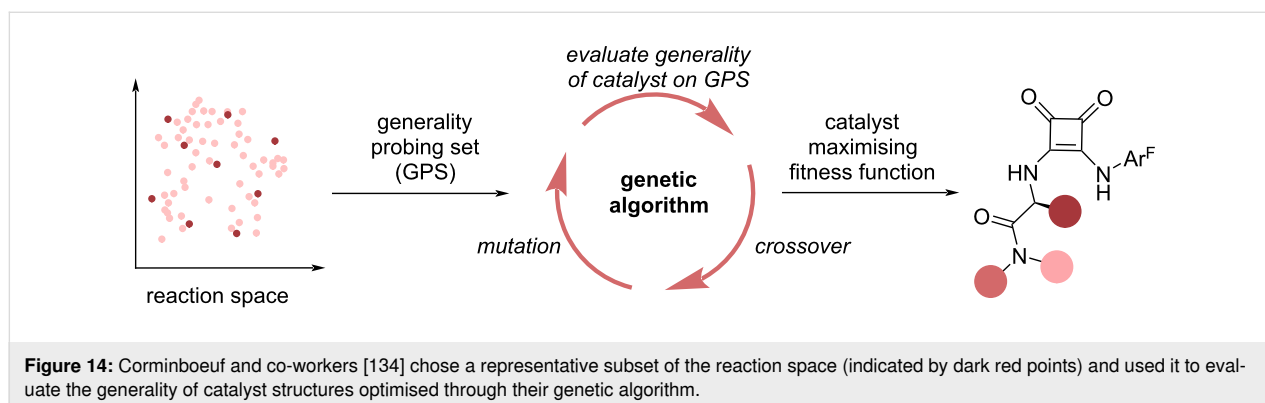 evaluate generality
of catalyst on GPS
generality
probing set
(GPS)
catalyst
maximising
fitness function
genetic
algorithm
mutation
crossover
reaction space
O
O
HN
N
H
ArF
O
N
Figure 14: Corminboeuf and co-workers [134] chose a representative subset of the reaction space (indicated by dark red points) and used it to eval-
uate the generality of catalyst structures optimised through their genetic algorithm.